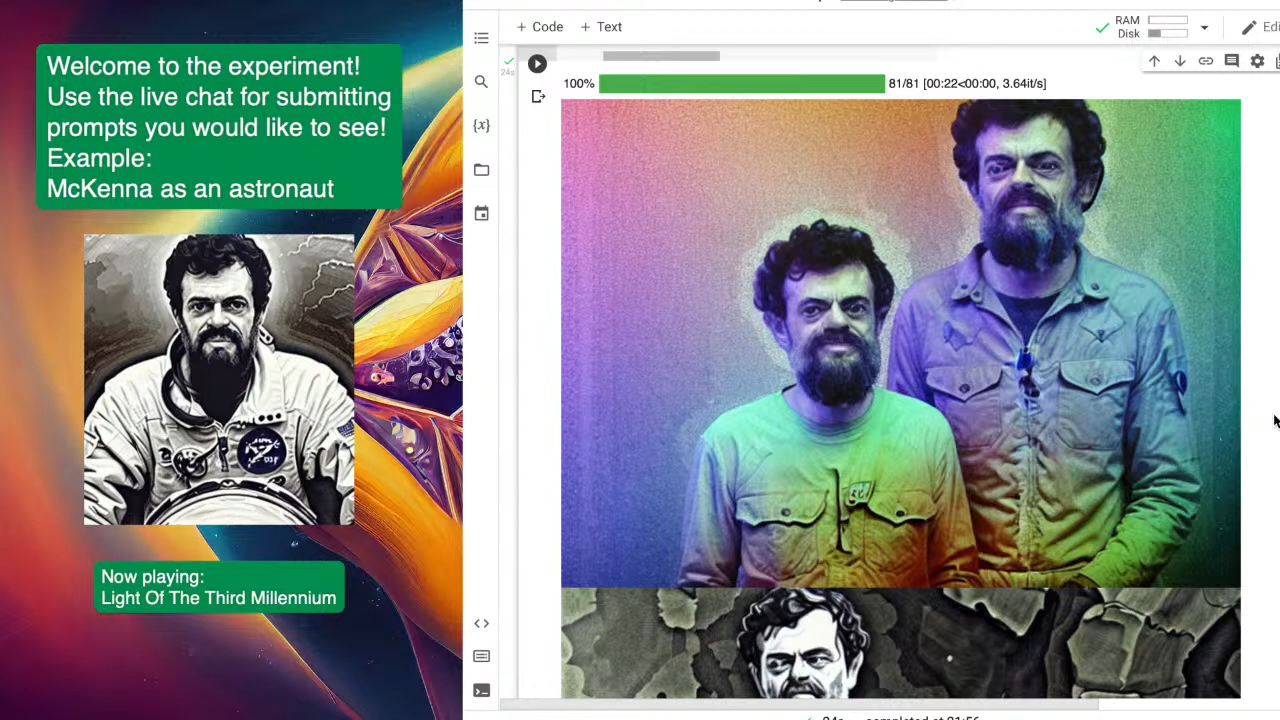 Welcome to the experiment!
Use the live chat for submitting
prompts you would like to see!
Example:
McKenna as an astronaut
Now playing:
Light Of The Third Millennium
+ Code + Text
RAM
Disk
24s
{x}
100% 81/81 [00:22<00:00, 3.64it/s]